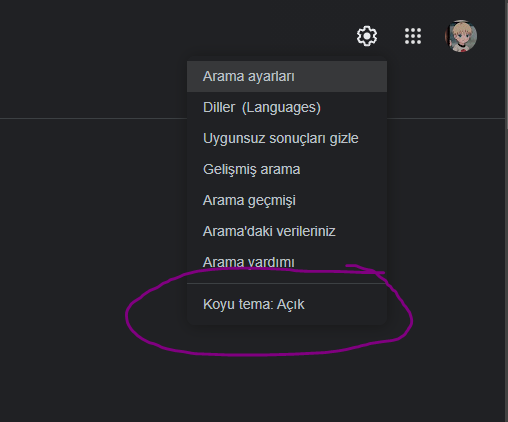 Arama ayarları
Diller (Languages)
Uygunsuz sonuçları gizle
Gelişmiş arama
Arama geçmişi
Arama'daki verileriniz
Arama yardımı
Koyu tema: Açık